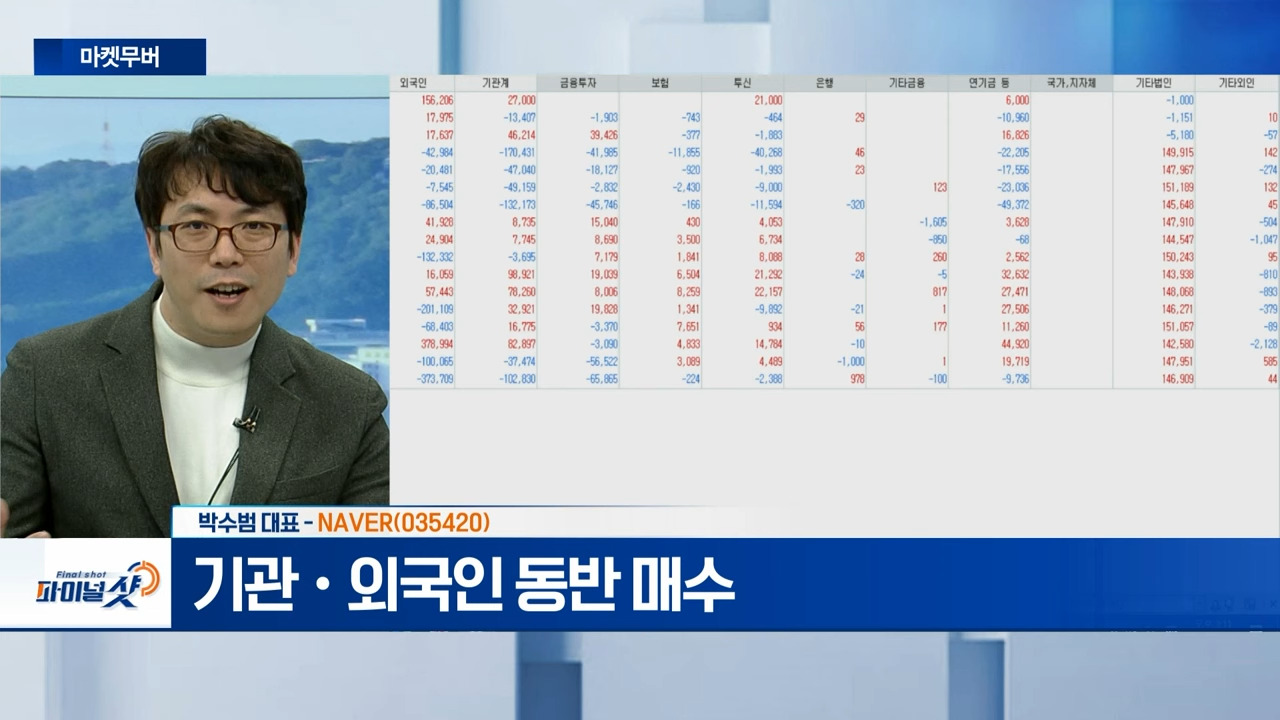 마켓무버
외국인 기관계 금융투자 보험 투신 은행 기타금융 연기금 등 국가,지자체 기타법인 기타외인
156,206 27,000 21,000 6,000 -1,000
17,975 -13,407 -1,903 -743 -464 29 -10,960 -1,151 10
17,637 46,214 39,426 -377 -1,883 16,826 -5,180 -57
-42,984 -170,431 -41,985 -11,855 -40,268 46 -22,205 149,915 142
-20,481 -47,040 -18,127 -920 -1,993 23 -17,556 147,967 -274
-7,545 -49,159 -2,832 -2,430 -9,000 123 -23,036 151,189 132
-86,504 -132,173 -45,746 -166 -11,594 -320 -49,372 145,648 45
41,928 8,735 15,040 430 4,053 -1,605 3,628 147,910 -504
24,904 7,745 8,690 3,500 6,734 -850 -68 144,547 -1,047
-132,332 -3,695 7,179 1,841 8,088 28 260 2,562 150,243 95
16,059 98,921 19,039 6,504 21,292 -24 -5 32,632 143,938 -810
57,443 78,260 8,006 8,259 22,157 817 27,471 148,068 -893
-201,109 32,921 19,828 1,341 -9,892 -21 1 27,506 146,271 -379
-68,403 16,775 -3,370 7,651 934 56 177 11,260 151,057 -89
378,994 82,897 -3,090 4,833 14,784 -10 44,920 142,580 -2,128
-100,065 -37,474 -56,522 3,089 4,489 -1,000 1 19,719 147,951 585
-373,709 -102,830 -65,865 -224 -2,388 978 -100 -9,736 146,909 44
박수범 대표 - NAVER(035420)
Final shot
파이널샷
기관·외국인 동반 매수